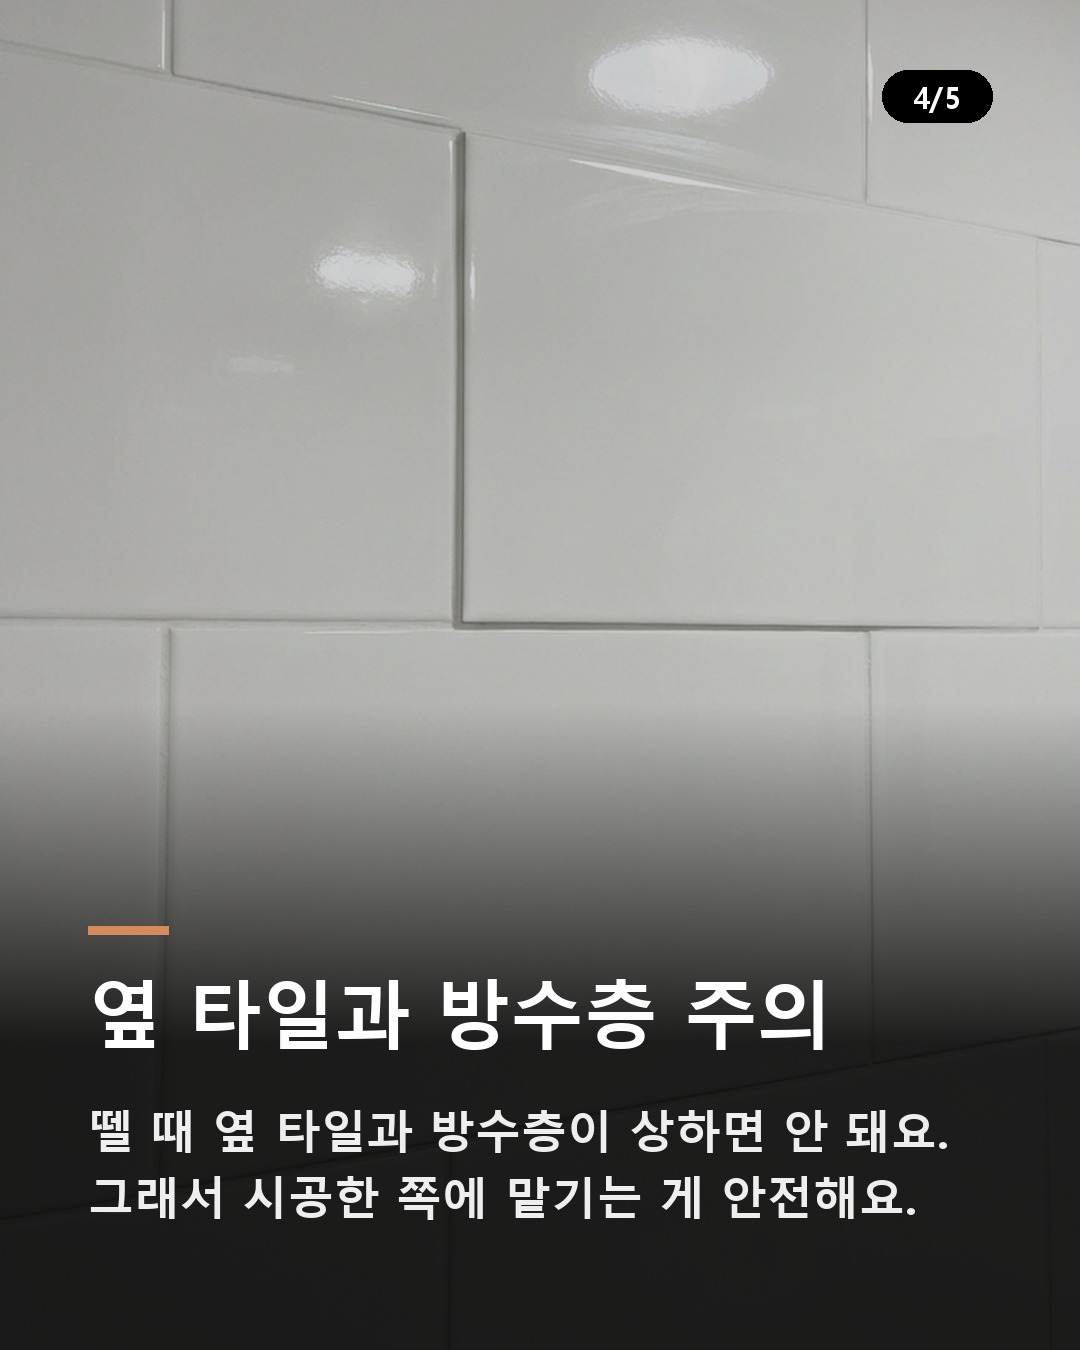 4/5
옆 타일과 방수층 주의
뗄 때 옆 타일과 방수층이 상하면 안 돼요.
그래서 시공한 쪽에 맡기는 게 안전해요.